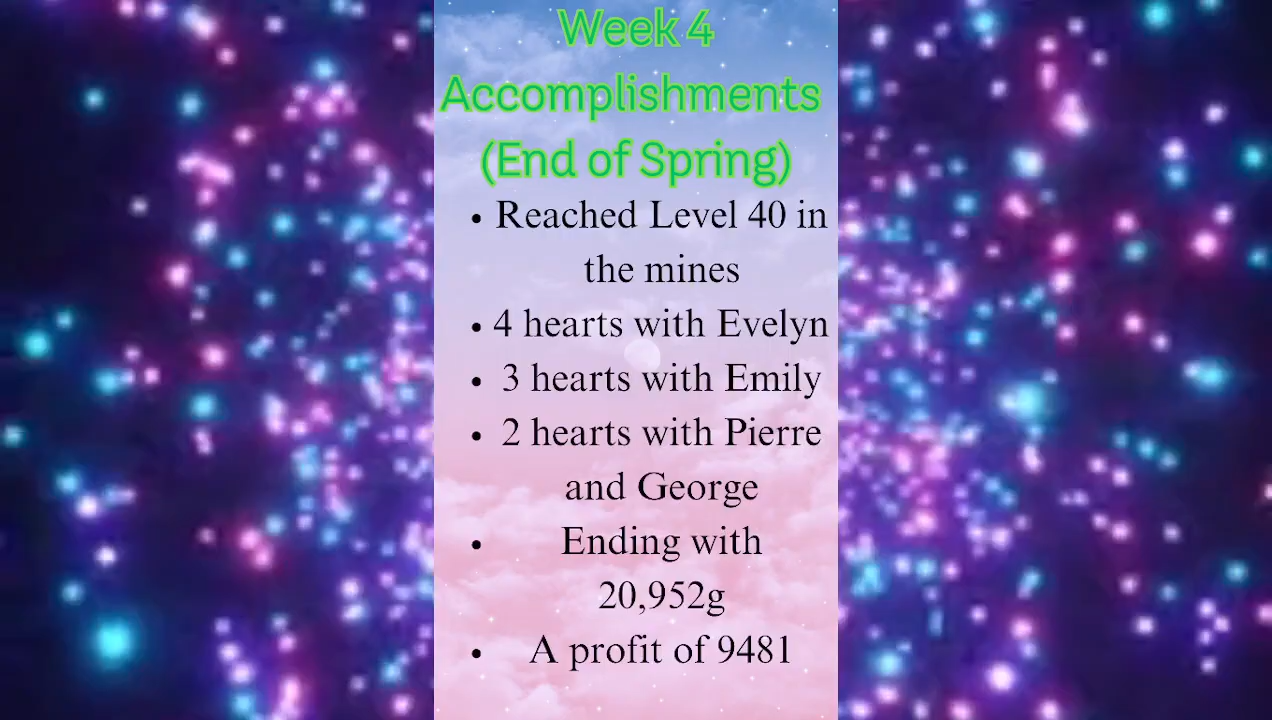 Week 4
Accomplishments
(End of Spring)
• Reached Level 40 in
the mines
• 4 hearts with Evelyn
• 3 hearts with Emily
• 2 hearts with Pierre
and George
• Ending with
20,952g
• A profit of 9481